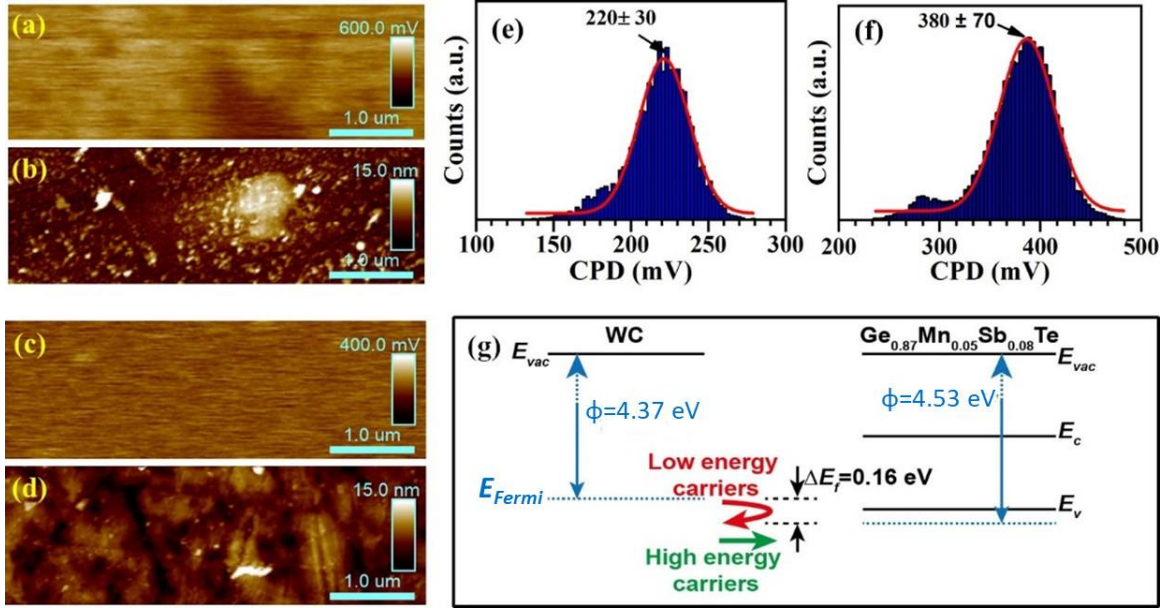 (a)
600.0 mV
1.0 um
(b)
15.0 nm
1.0 um
(c)
400.0 mV
1.0 um
(d)
15.0 nm
1.0 um
(e)
220± 30
Counts (a.u.)
100 150 200 250 300
CPD (mV)
(f)
380 ± 70
Counts (a.u.)
200 300 400 500
CPD (mV)
(g)
WC
Ge0.87Mn0.05Sb0.08Te
Evac
Evac
ϕ=4.37 eV
ϕ=4.53 eV
Ec
Low energy
carriers
ΔEf=0.16 eV
EFermi
Ev
High energy
carriers